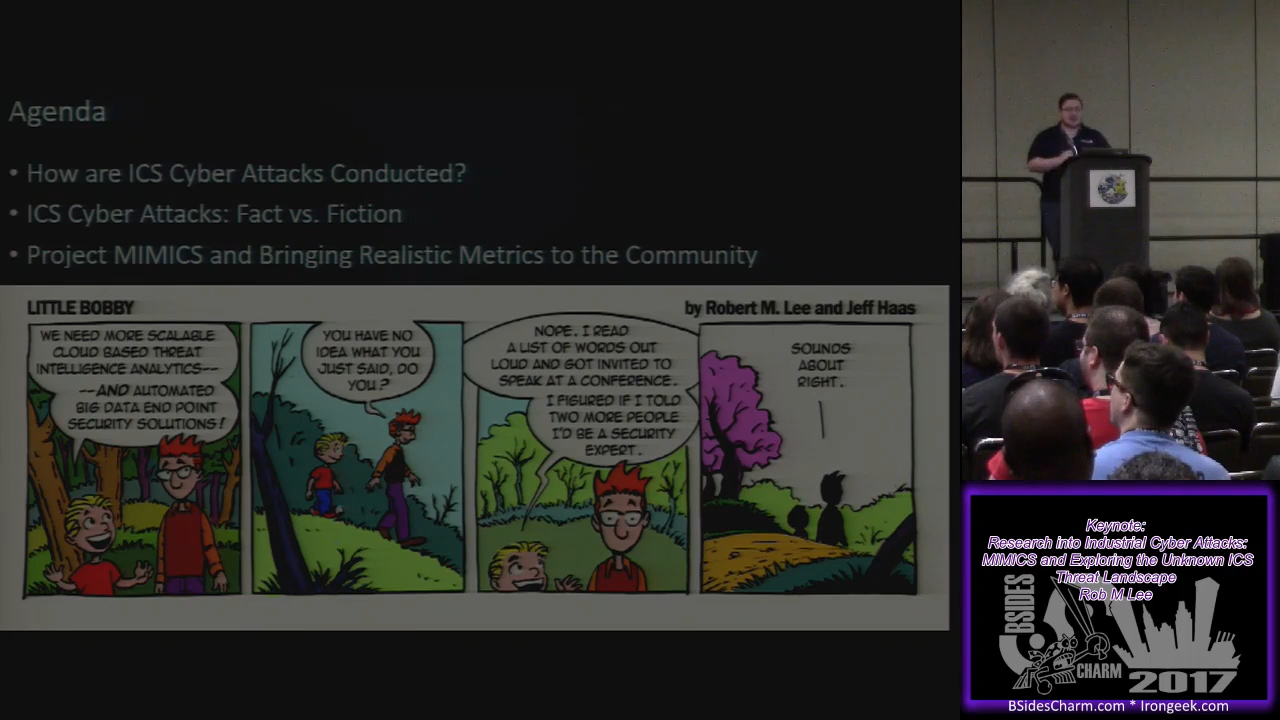 Agenda
• How are ICS Cyber Attacks Conducted?
• ICS Cyber Attacks: Fact vs. Fiction
• Project MIMICS and Bringing Realistic Metrics to the Community
LITTLE BOBBY
by Robert M. Lee and Jeff Haas
WE NEED MORE SCALABLE
CLOUD BASED THREAT
INTELLIGENCE ANALYTICS--
--AND AUTOMATED
BIG DATA END POINT
SECURITY SOLUTIONS!
YOU HAVE NO
IDEA WHAT YOU
JUST SAID, DO
YOU?
NOPE. I READ
A LIST OF WORDS OUT
LOUD AND GOT INVITED TO
SPEAK AT A CONFERENCE.
I FIGURED IF I TOLD
TWO MORE PEOPLE
I'D BE A SECURITY
EXPERT.
SOUNDS
ABOUT
RIGHT.
Keynote:
Research into Industrial Cyber Attacks:
MIMICS and Exploring the Unknown ICS
Threat Landscape
Rob M Lee
BSIDES
CHARM
2017
BSidesCharm.com * Irongeek.com